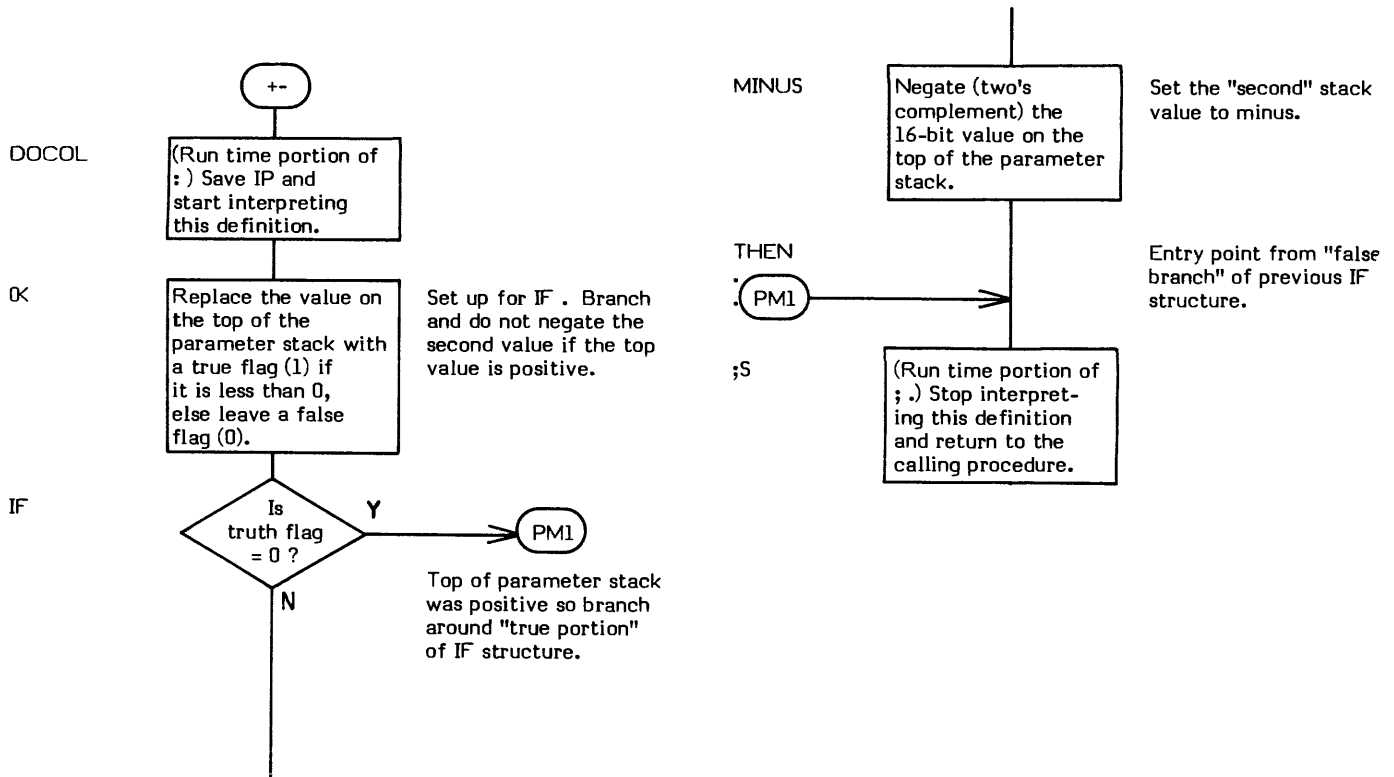 +-
DOCOL
(Run time portion of
: ) Save IP and
start interpreting
this definition.
0<
Replace the value on
the top of the
parameter stack with
a true flag (1) if
it is less than 0,
else leave a false
flag (0).
Set up for IF . Branch
and do not negate the
second value if the top
value is positive.
IF
Is
truth flag
= 0 ?
Y
PM1
N
Top of parameter stack
was positive so branch
around "true portion"
of IF structure.
MINUS
Negate (two's
complement) the
16-bit value on the
top of the parameter
stack.
Set the "second" stack
value to minus.
THEN
:
PM1
Entry point from "false
branch" of previous IF
structure.
;S
(Run time portion of
; .) Stop interpret-
ing this definition
and return to the
calling procedure.